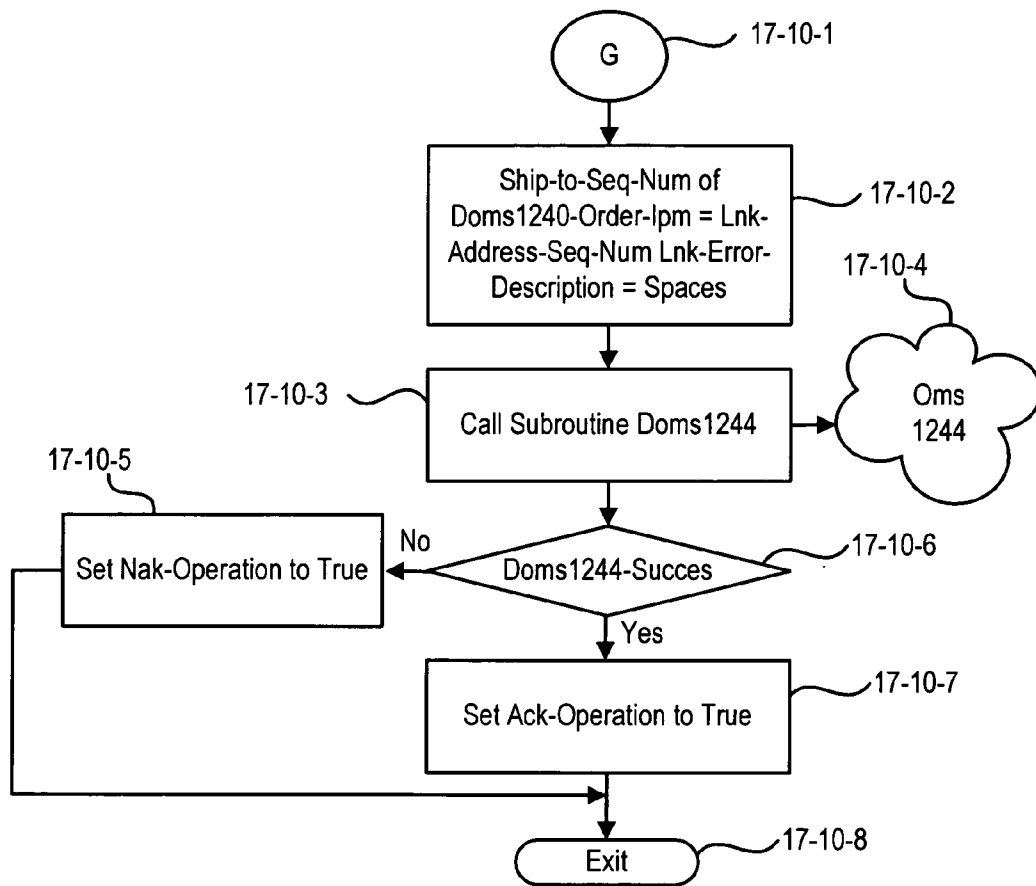 17-10-1
G
Ship-to-Seq-Num of
Doms1240-Order-Ipm = Lnk-
Address-Seq-Num Lnk-Error-
Description = Spaces
17-10-2
17-10-4
17-10-3
Call Subroutine Doms1244
Oms
1244
17-10-5
Set Nak-Operation to True
No
Doms1244-Succes
17-10-6
Yes
Set Ack-Operation to True
17-10-7
Exit
17-10-8